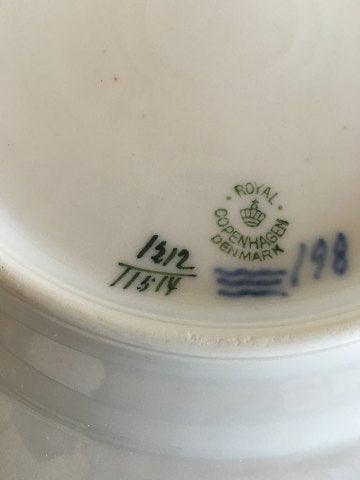 ROYAL
COPENHAGEN
DENMARK
1212
11514
198